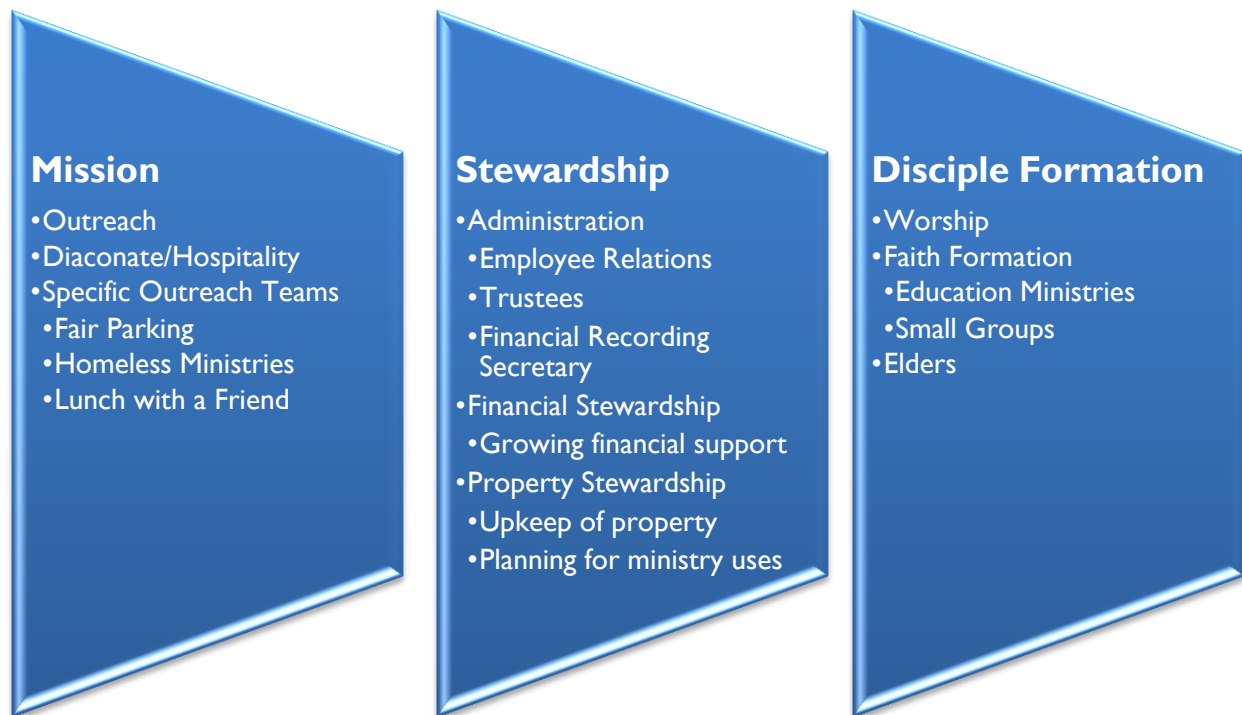 Mission
•Outreach
•Diaconate/Hospitality
•Specific Outreach Teams
•Fair Parking
•Homeless Ministries
•Lunch with a Friend
Stewardship
•Administration
•Employee Relations
•Trustees
•Financial Recording
Secretary
•Financial Stewardship
•Growing financial support
•Property Stewardship
•Upkeep of property
•Planning for ministry uses
Disciple Formation
•Worship
•Faith Formation
•Education Ministries
•Small Groups
•Elders